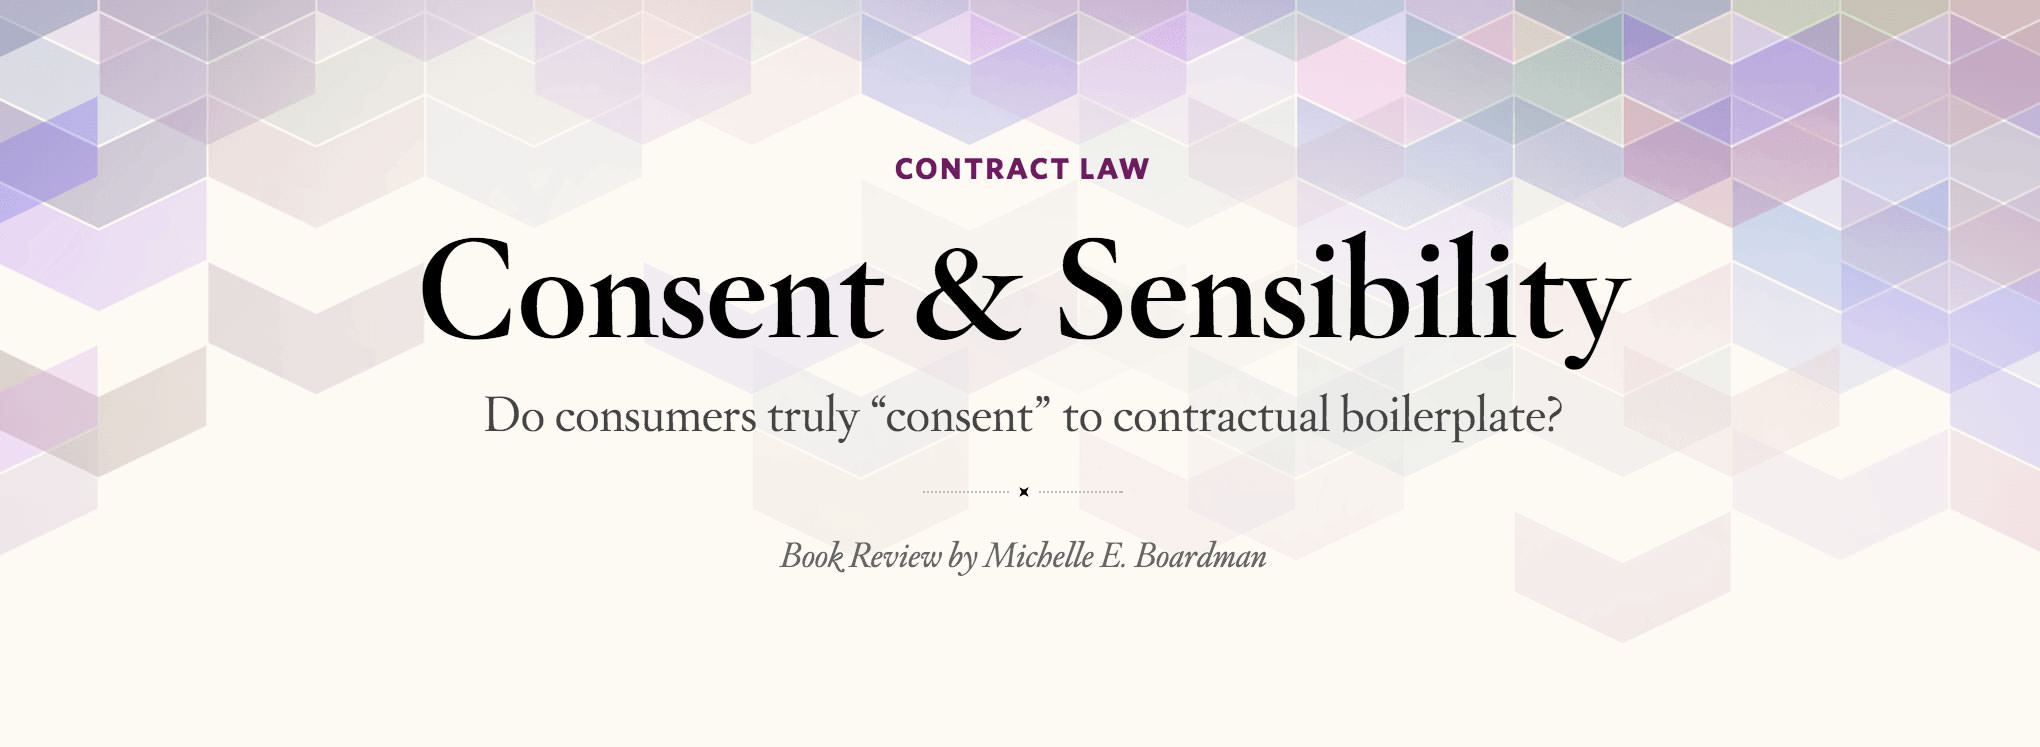 CONTRACT LAW
Consent & Sensibility
Do consumers truly “consent” to contractual boilerplate?
Book Review by Michelle E. Boardman